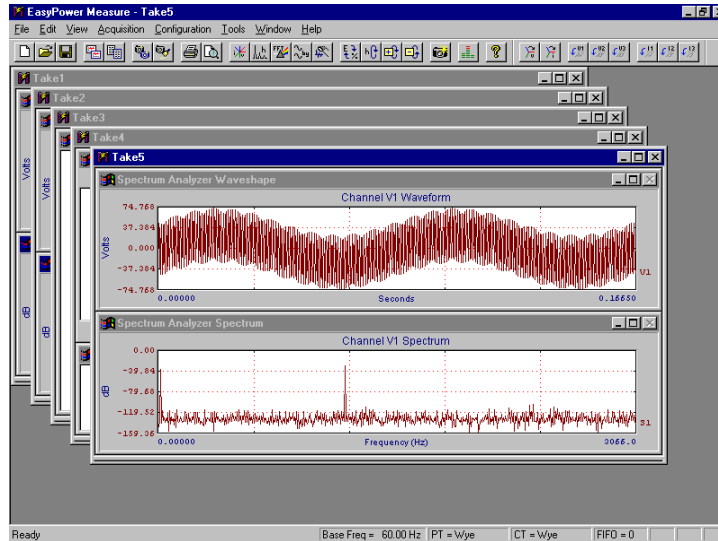 EasyPower Measure - Take5
File Edit View Acquisition Configuration Tools Window Help
Take1
Take2
Take3
Take4
Take5
Volts
Volts
dB
dB
Spectrum Analyzer Waveshape
Channel V1 Waveform
74.768
37.384
0.000
-37.384
-74.768
Volts
V1
0.00000 Seconds 0.16650
Spectrum Analyzer Spectrum
Channel V1 Spectrum
0.00
-39.84
-79.68
-119.52
-159.36
dB
S1
0.00000 Frequency (Hz) 3066.0
Ready Base Freq = 60.00 Hz PT = Wye CT = Wye FIFO = 0